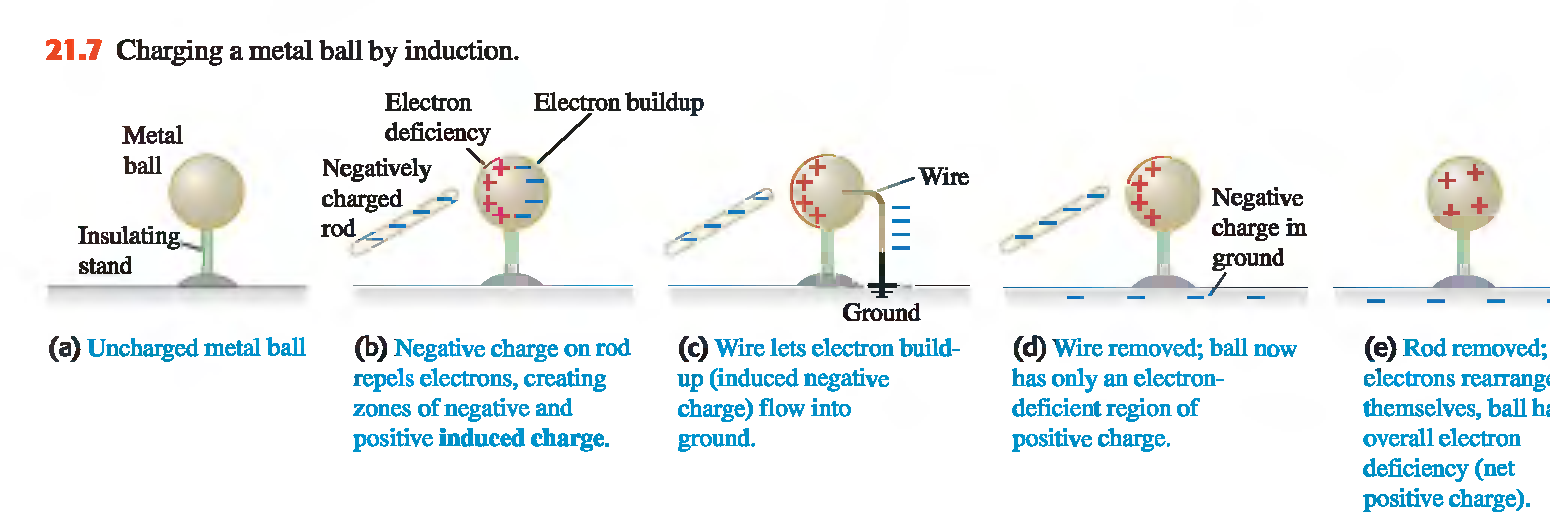 21.7 Charging a metal ball by induction.
Metal
ball
Insulating
stand
(a) Uncharged metal ball
Electron
deficiency
Electron buildup
Negatively
charged
rod
(b) Negative charge on rod
repels electrons, creating
zones of negative and
positive induced charge.
Wire
Ground
(c) Wire lets electron build-
up (induced negative
charge) flow into
ground.
Negative
charge in
ground
(d) Wire removed; ball now
has only an electron-
deficient region of
positive charge.
(e) Rod removed;
electrons rearrange
themselves, ball
overall electron
deficiency (net
positive charge).